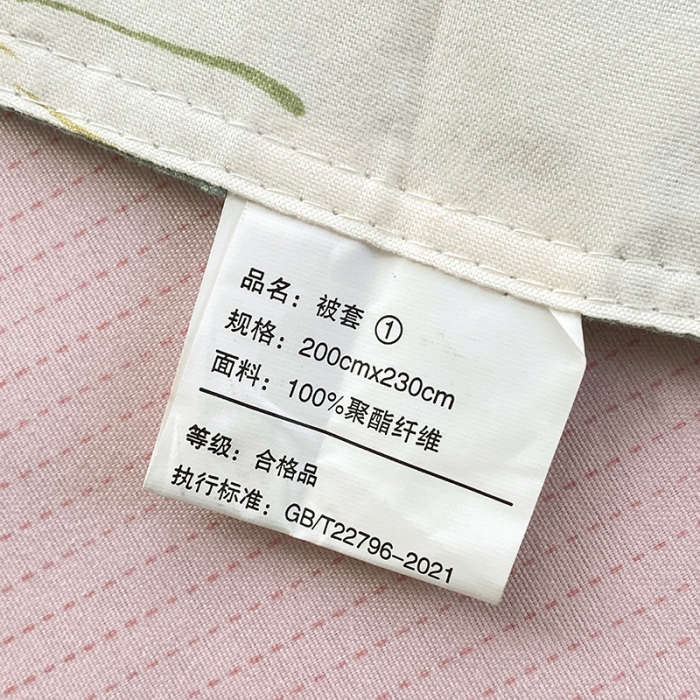 品名：被套 ①
规格：200cmx230cm
面料：100%聚酯纤维
等级：合格品
执行标准：GB/T22796-2021